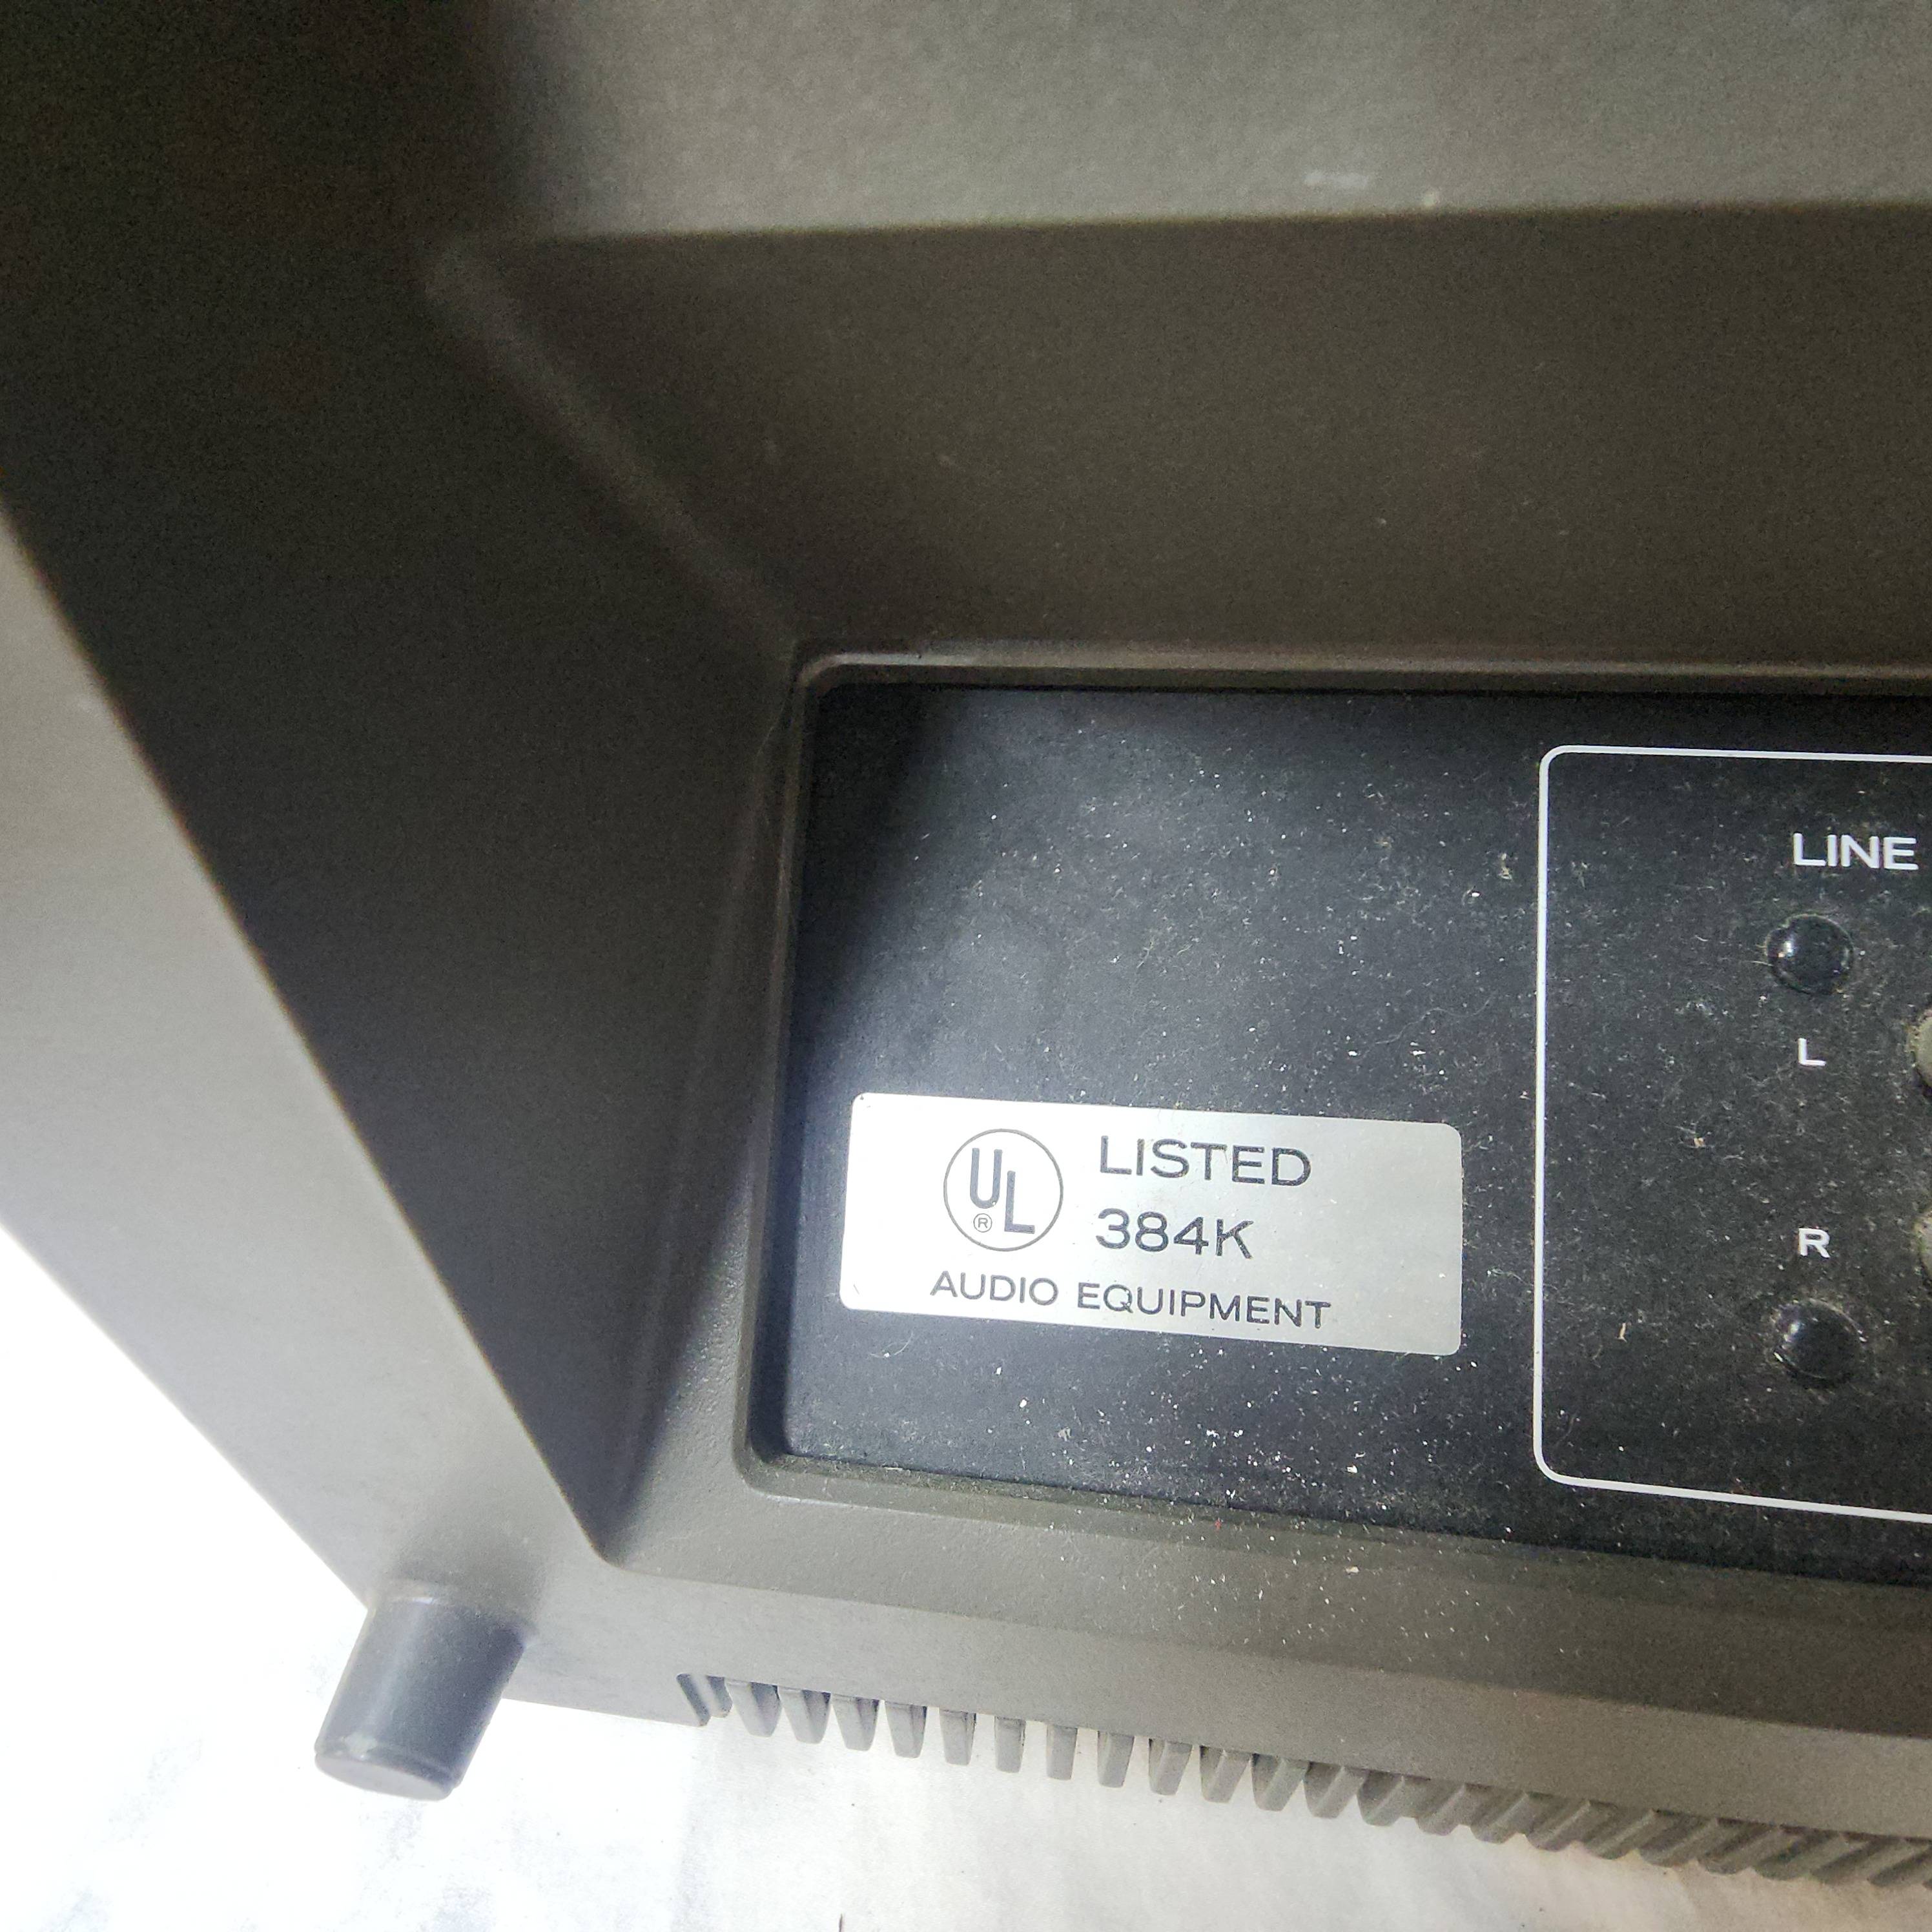 LINE
L
R
UL
®
LISTED
384K
AUDIO EQUIPMENT